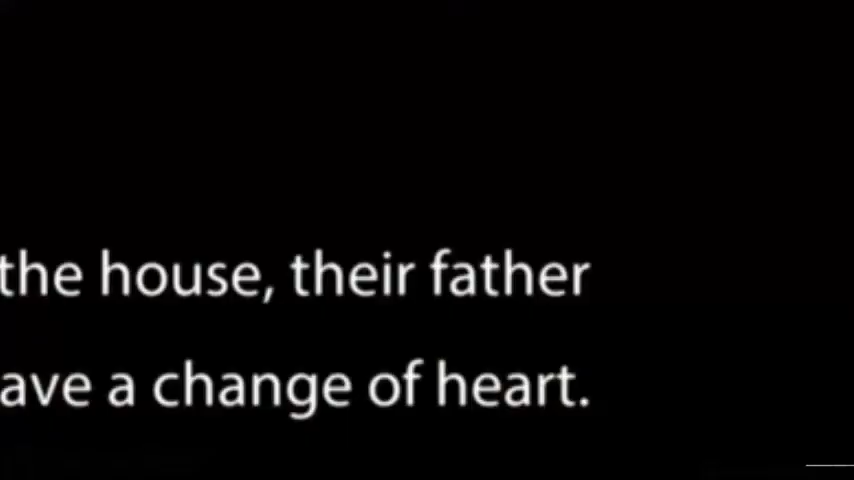 the house, their father
ave a change of heart.